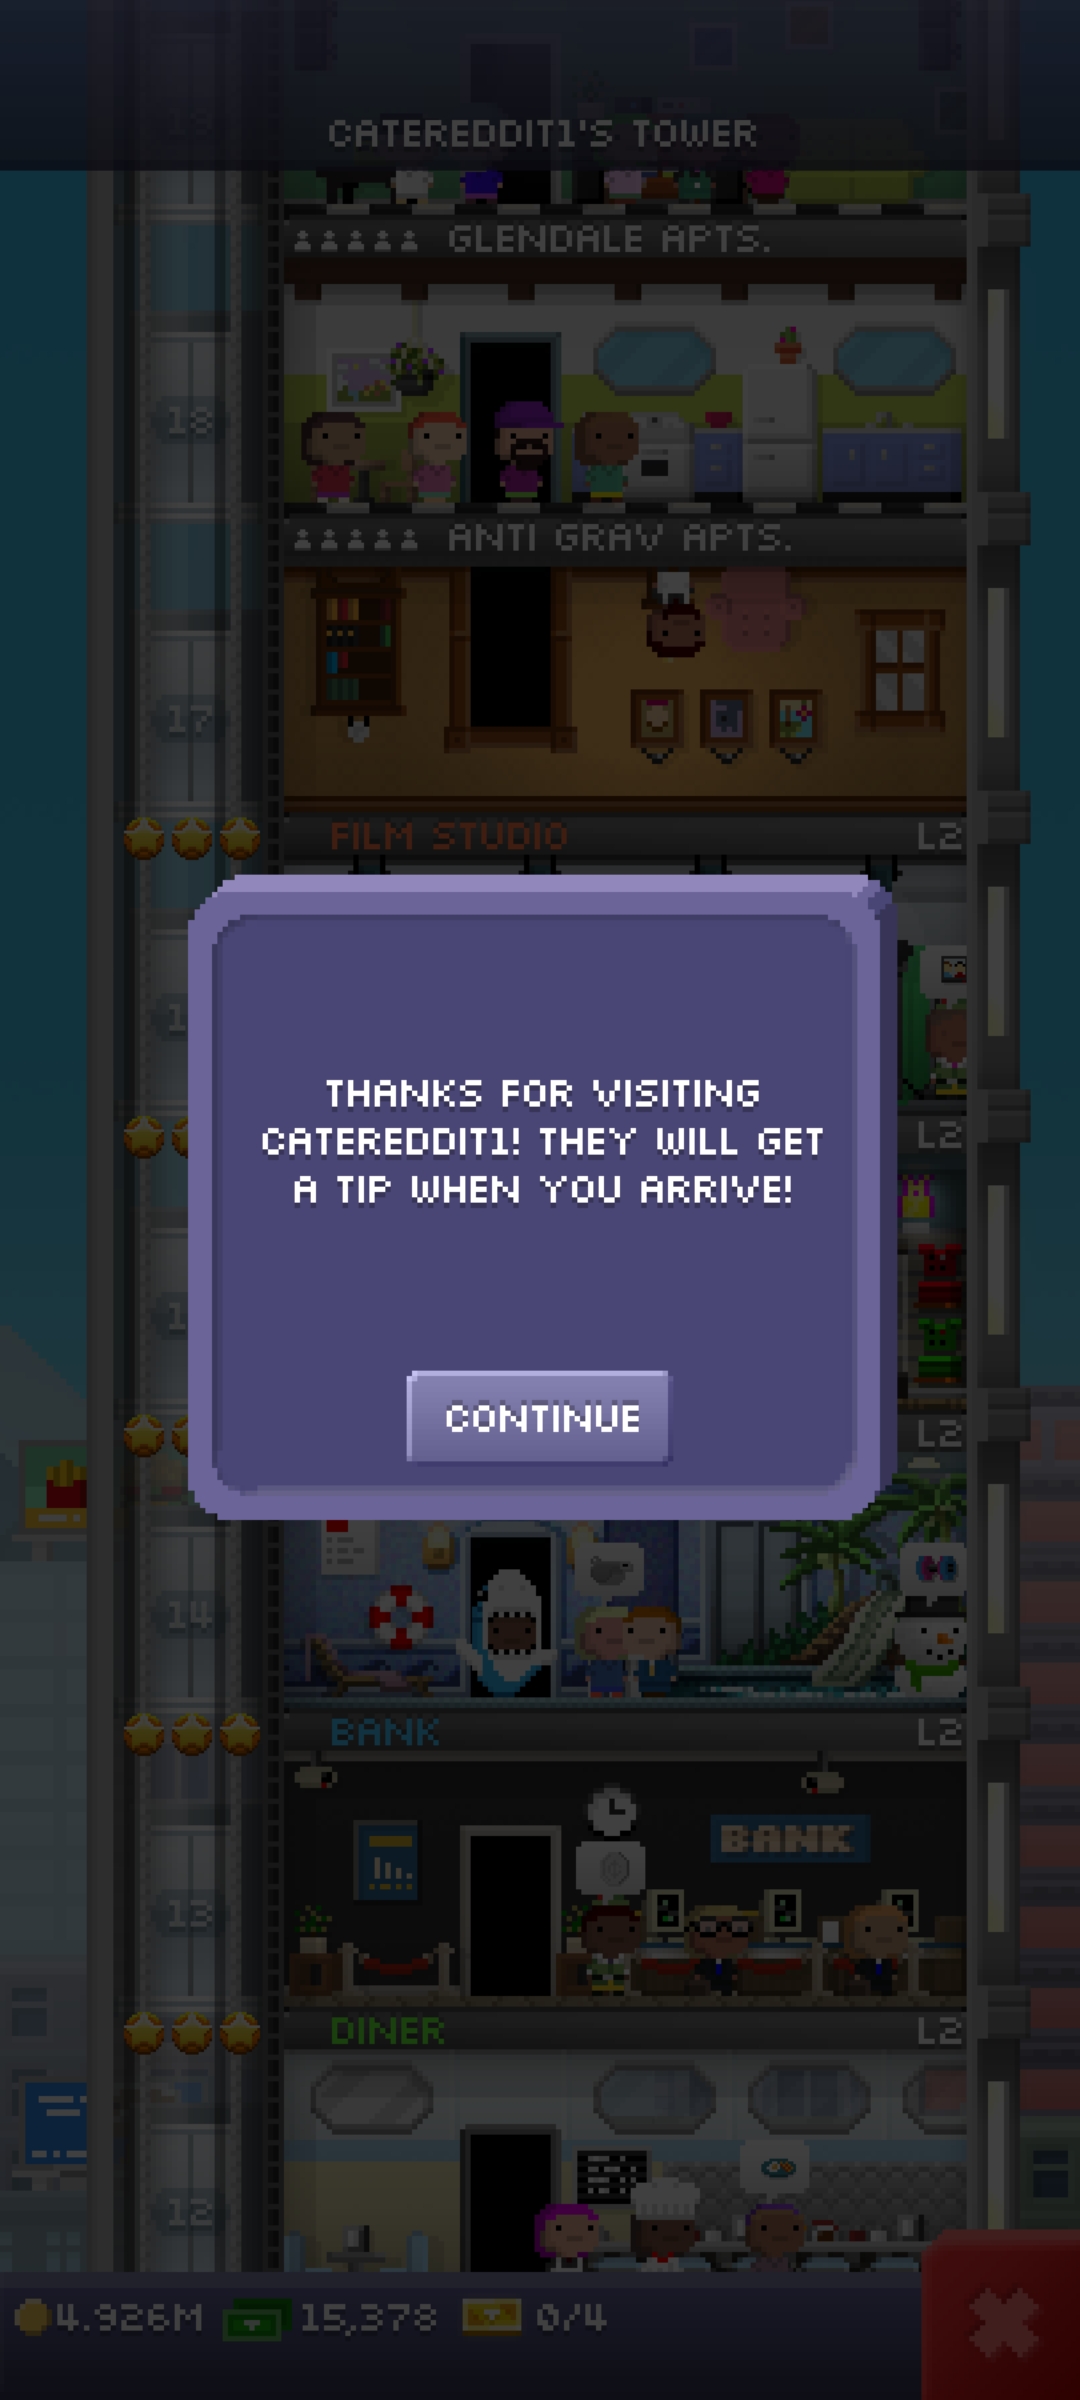 CATEREDDIT1'S TOWER
GLENDALE APTS.
18
ANTI GRAV APTS.
17
FILM STUDIO L2
L2
THANKS FOR VISITING
CATEREDDIT1! THEY WILL GET
A TIP WHEN YOU ARRIVE!
L2
CONTINUE
14
BANK L2
BANK
13
DINER L2
12
4.926M 15,378 0/4